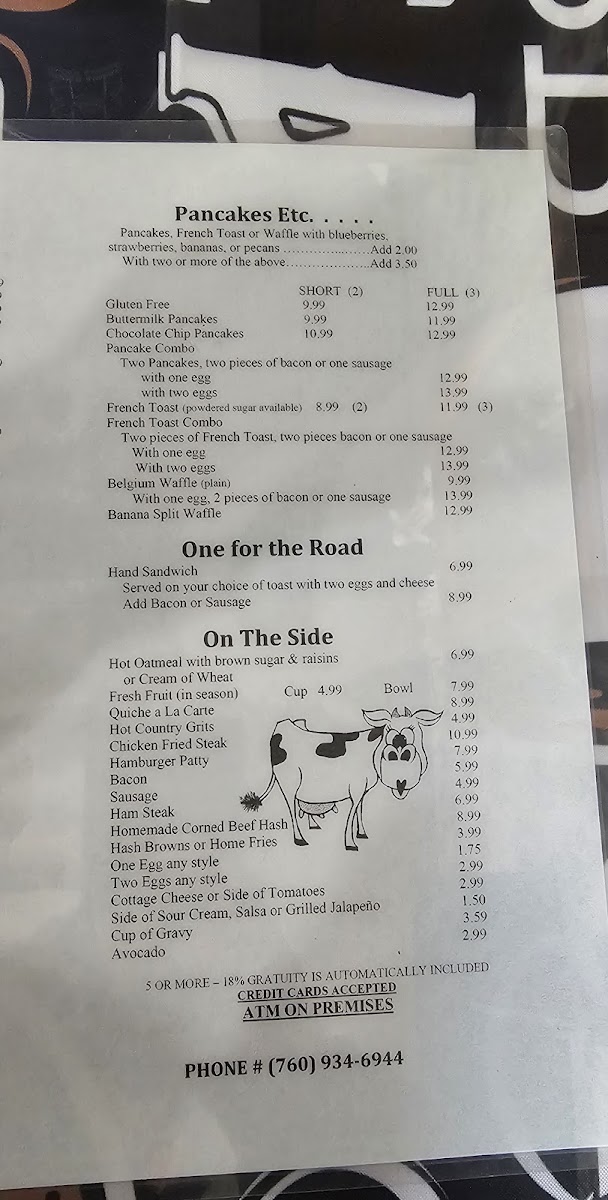 Pancakes Etc. . . . .
Pancakes, French Toast or Waffle with blueberries,
strawberries, bananas, or pecans .....................Add 2.00
With two or more of the above.....................Add 3.50
SHORT (2) FULL (3)
Gluten Free 9.99 12.99
Buttermilk Pancakes 9.99 11.99
Chocolate Chip Pancakes 10.99 12.99
Pancake Combo
Two Pancakes, two pieces of bacon or one sausage
with one egg 12.99
with two eggs 13.99
French Toast (powdered sugar available) 8.99 (2) 11.99 (3)
French Toast Combo
Two pieces of French Toast, two pieces bacon or one sausage
With one egg 12.99
With two eggs 13.99
Belgium Waffle (plain) 9.99
With one egg, 2 pieces of bacon or one sausage 13.99
Banana Split Waffle 12.99
One for the Road
Hand Sandwich 6.99
Served on your choice of toast with two eggs and cheese
Add Bacon or Sausage 8.99
On The Side
Hot Oatmeal with brown sugar & raisins 6.99
or Cream of Wheat
Fresh Fruit (in season) Cup 4.99 Bowl 7.99
Quiche a La Carte 8.99
Hot Country Grits 4.99
Chicken Fried Steak 10.99
Hamburger Patty 7.99
Bacon 5.99
Sausage 4.99
Ham Steak 6.99
Homemade Corned Beef Hash 8.99
Hash Browns or Home Fries 3.99
One Egg any style 1.75
Two Eggs any style 2.99
Cottage Cheese or Side of Tomatoes 2.99
Side of Sour Cream, Salsa or Grilled Jalapeño 1.50
Cup of Gravy 3.59
Avocado 2.99
5 OR MORE – 18% GRATUITY IS AUTOMATICALLY INCLUDED
CREDIT CARDS ACCEPTED
ATM ON PREMISES
PHONE # (760) 934-6944